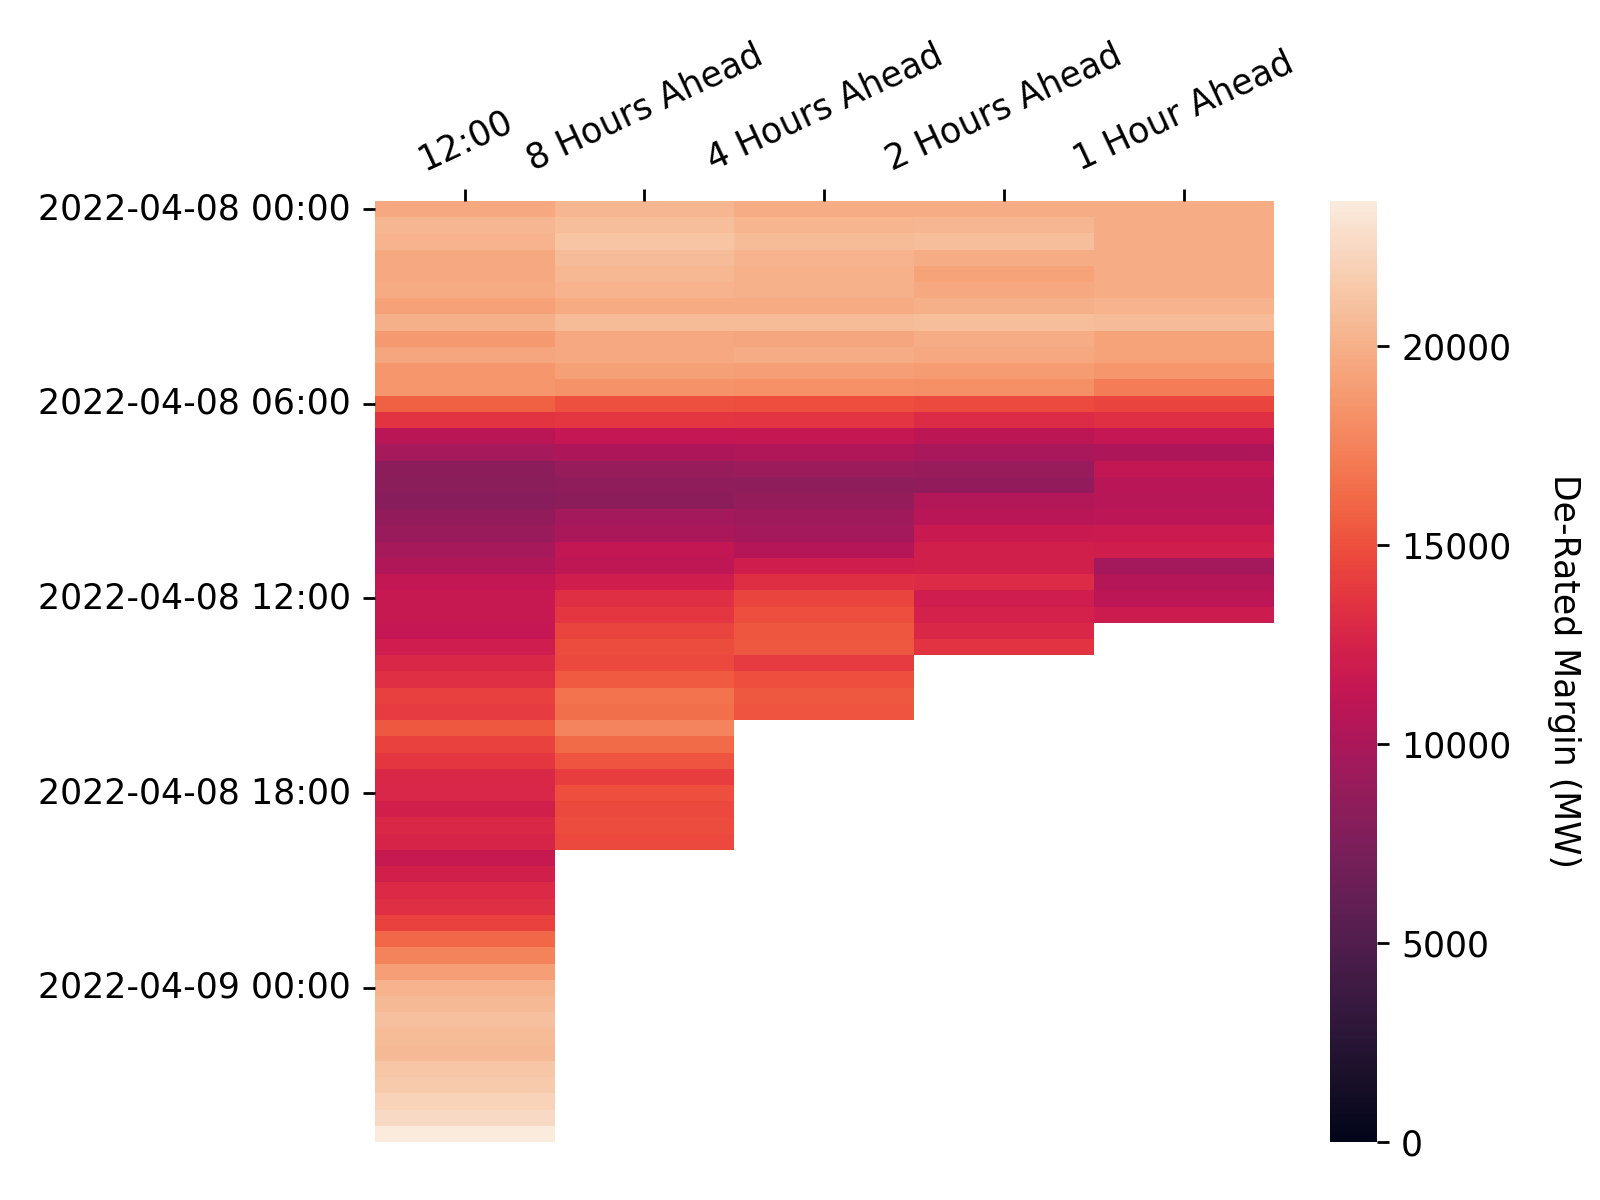 12:00
8 Hours Ahead
4 Hours Ahead
2 Hours Ahead
1 Hour Ahead
2022-04-08 00:00
2022-04-08 06:00
2022-04-08 12:00
2022-04-08 18:00
2022-04-09 00:00
20000
15000
10000
5000
0
De-Rated Margin (MW)